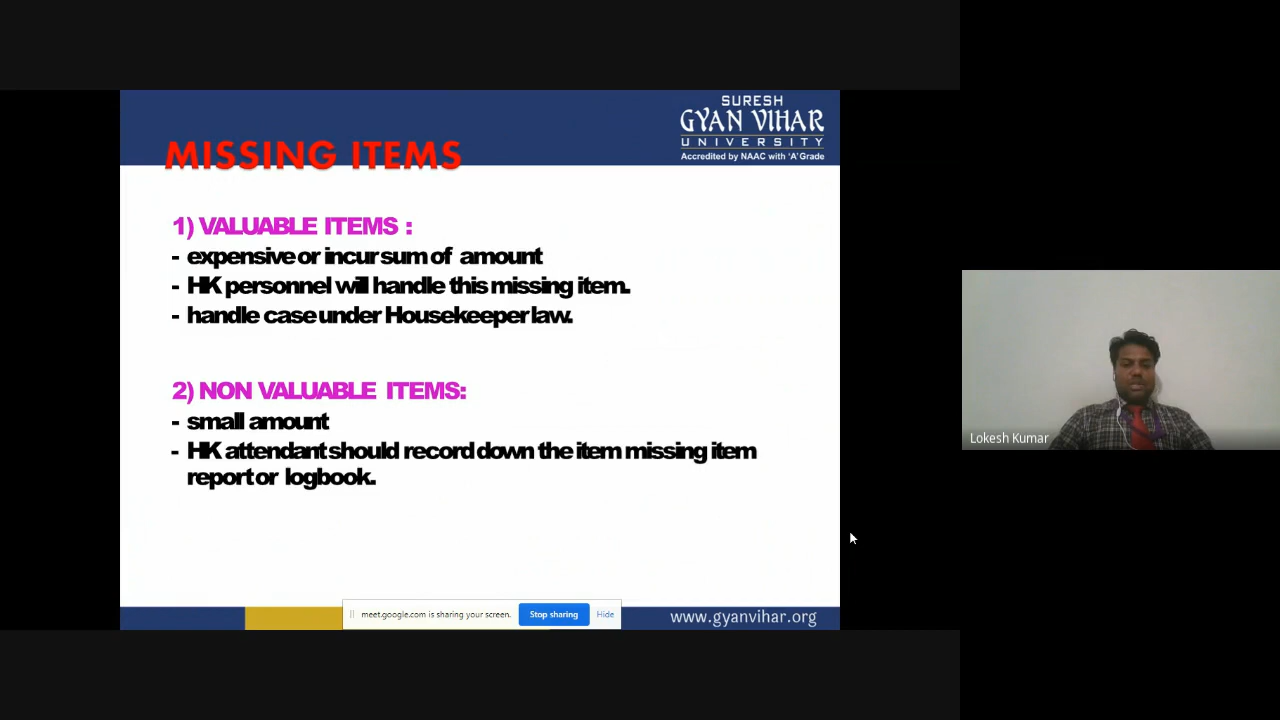 SURESH
GYAN VIHAR
UNIVERSITY
Accredited by NAAC with 'A' Grade
MISSING ITEMS
1) VALUABLE ITEMS :
- expensive or incur sum of amount
- HK personnel will handle this missing item.
- handle case under Housekeeper law.
2) NON VALUABLE ITEMS:
- small amount
- HK attendant should record down the item missing item
report or logbook.
Lokesh Kumar
meet.google.com is sharing your screen.
Stop sharing
Hide
www.gyanvihar.org